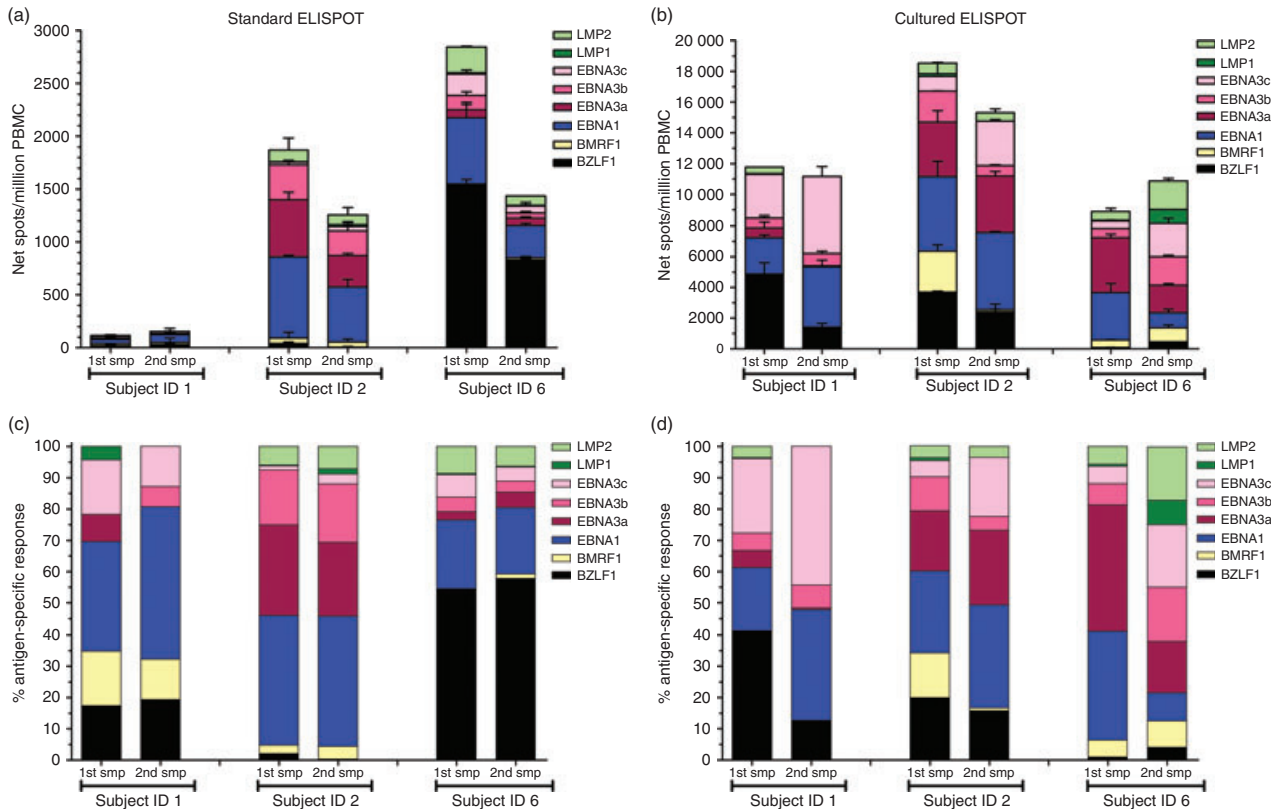 (a)
Standard ELISPOT
Net spots/million PBMC
3000
2500
2000
1500
1000
500
0
LMP2
LMP1
EBNA3c
EBNA3b
EBNA3a
EBNA1
BMRF1
BZLF1
1st smp 2nd smp 1st smp 2nd smp 1st smp 2nd smp
Subject ID 1 Subject ID 2 Subject ID 6
(b)
Cultured ELISPOT
Net spots/million PBMC
20 000
18 000
16 000
14 000
12 000
10 000
8000
6000
4000
2000
0
LMP2
LMP1
EBNA3c
EBNA3b
EBNA3a
EBNA1
BMRF1
BZLF1
1st smp 2nd smp 1st smp 2nd smp 1st smp 2nd smp
Subject ID 1 Subject ID 2 Subject ID 6
(c)
% antigen-specific response
100
90
80
70
60
50
40
30
20
10
0
LMP2
LMP1
EBNA3c
EBNA3b
EBNA3a
EBNA1
BMRF1
BZLF1
1st smp 2nd smp 1st smp 2nd smp 1st smp 2nd smp
Subject ID 1 Subject ID 2 Subject ID 6
(d)
% antigen-specific response
100
90
80
70
60
50
40
30
20
10
0
LMP2
LMP1
EBNA3c
EBNA3b
EBNA3a
EBNA1
BMRF1
BZLF1
1st smp 2nd smp 1st smp 2nd smp 1st smp 2nd smp
Subject ID 1 Subject ID 2 Subject ID 6